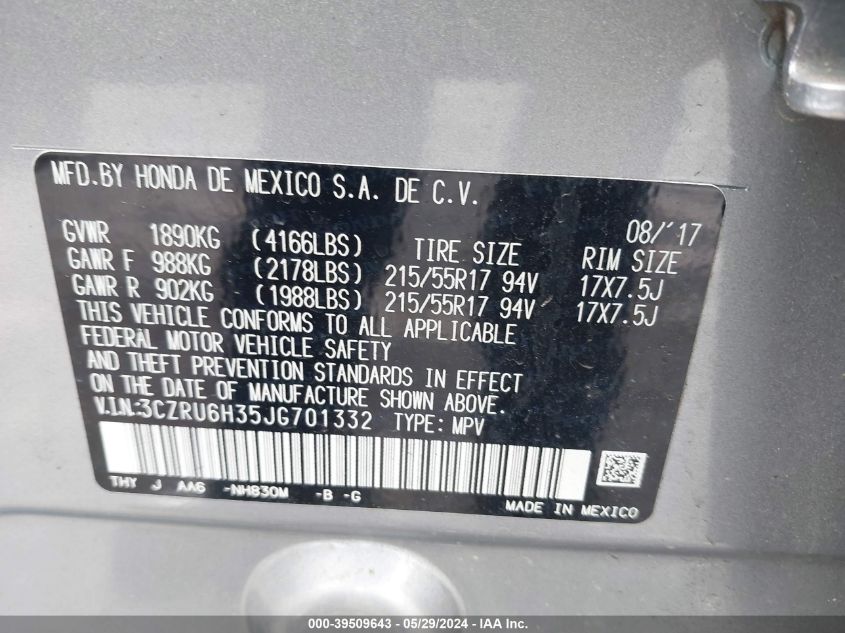 MFD.BY HONDA DE MEXICO S.A. DE C.V.
08/'17
GVWR 1890KG (4166LBS) TIRE SIZE RIM SIZE
GAWR F 988KG (2178LBS) 215/55R17 94V 17X7.5J
GAWR R 902KG (1988LBS) 215/55R17 94V 17X7.5J
THIS VEHICLE CONFORMS TO ALL APPLICABLE
FEDERAL MOTOR VEHICLE SAFETY
AND THEFT PREVENTION STANDARDS IN EFFECT
ON THE DATE OF MANUFACTURE SHOWN ABOVE.
V.I.N.:3CZRU6H35JG701332 TYPE: MPV
THY J AA6 -NH830M -B -G
MADE IN MEXICO
000-39509643 / 05/29/2024 - IAA Inc.